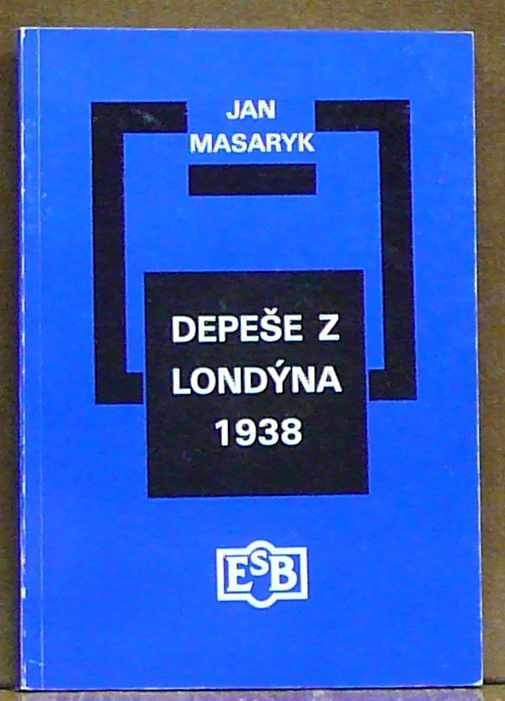 JAN
MASARYK
DEPEŠE Z
LONDÝNA
1938
ESB